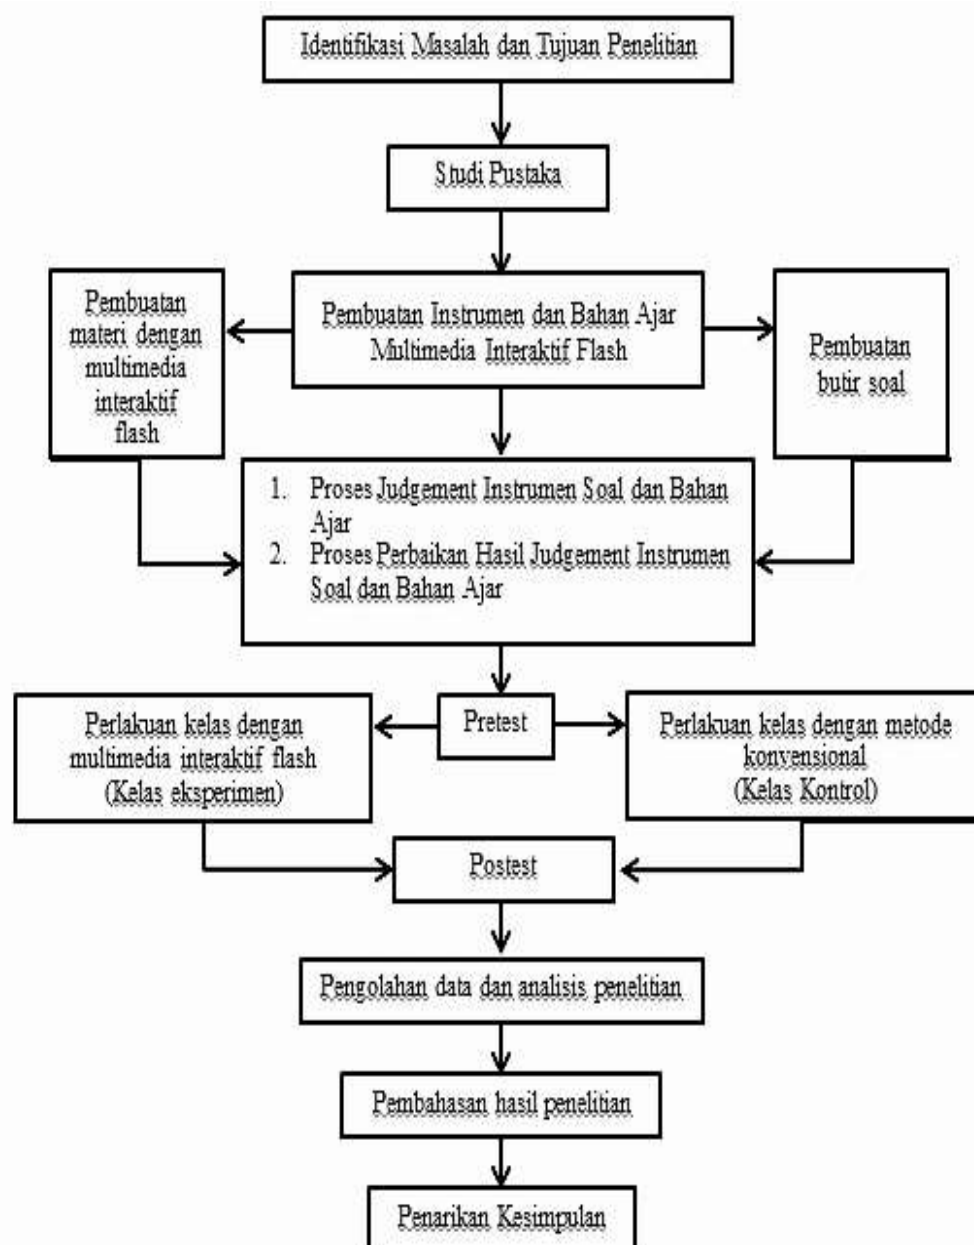 Identifikasi Masalah dan Tujuan Penelitian
Studi Pustaka
Pembuatan
materi dengan
multimedia
interaktif
flash
Pembuatan Instrumen dan Bahan Ajar
Multimedia Interaktif Flash
Pembuatan
butir soal
1. Proses Judgement Instrumen Soal dan Bahan
Ajar
2. Proses Perbaikan Hasil Judgement Instrumen
Soal dan Bahan Ajar
Perlakuan kelas dengan
multimedia interaktif flash
(Kelas eksperimen)
Pretest
Perlakuan kelas dengan metode
konvensional
(Kelas Kontrol)
Postest
Pengolahan data dan analisis penelitian
Pembahasan hasil penelitian
Penarikan Kesimpulan